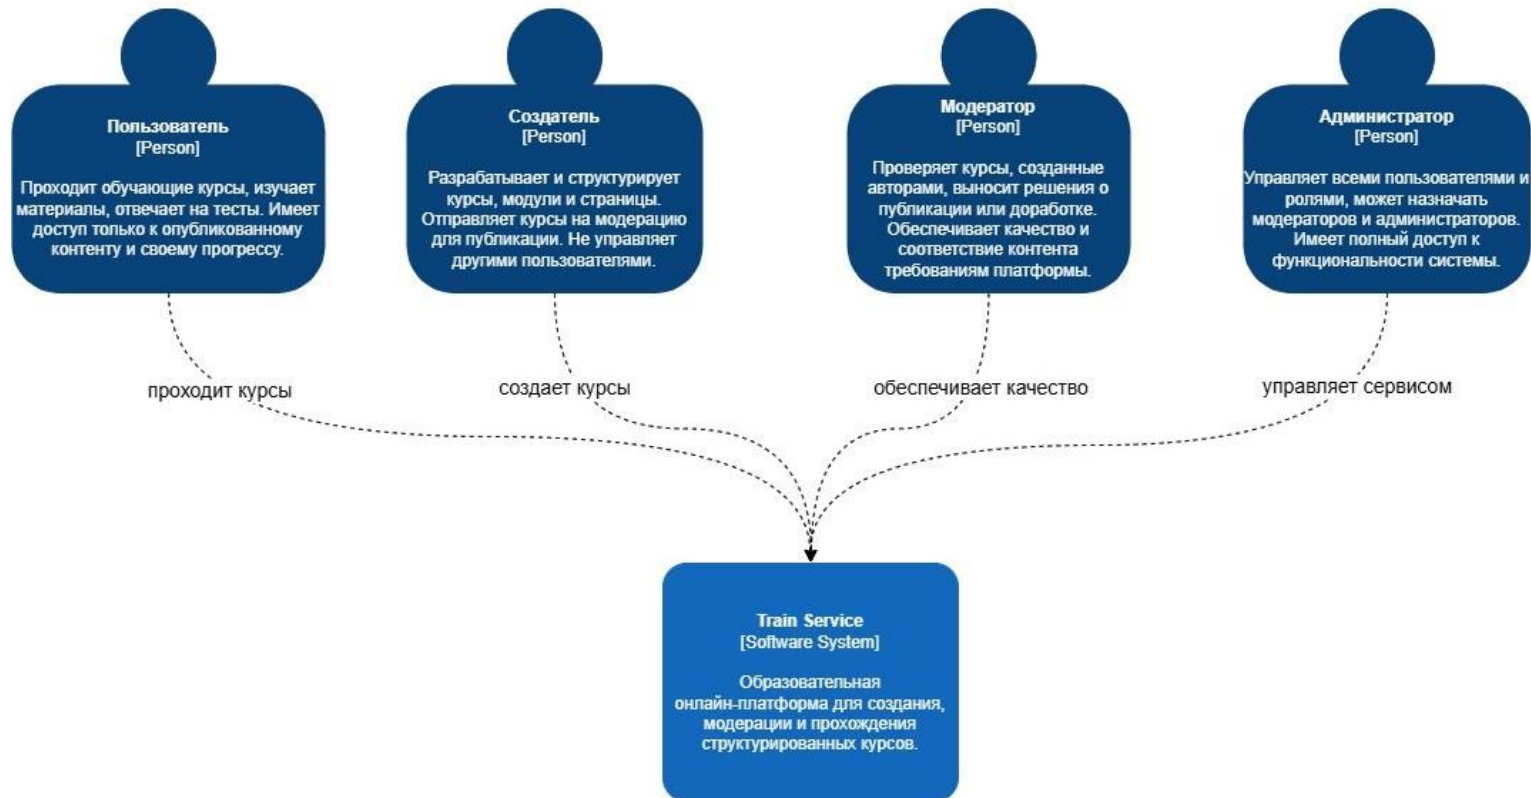 Пользователь
[Person]
Проходит обучающие курсы, изучает
материалы, отвечает на тесты. Имеет
доступ только к опубликованному
контенту и своему прогрессу.
Создатель
[Person]
Разрабатывает и структурирует
курсы, модули и страницы.
Отправляет курсы на модерацию
для публикации. Не управляет
другими пользователями.
Модератор
[Person]
Проверяет курсы, созданные
авторами, выносит решения о
публикации или доработке.
Обеспечивает качество и
соответствие контента
требованиям платформы.
Администратор
[Person]
Управляет всеми пользователями и
ролями, может назначать
модераторов и администраторов.
Имеет полный доступ к
функциональности системы.
проходит курсы
создает курсы
обеспечивает качество
управляет сервисом
Train Service
[Software System]
Образовательная
онлайн-платформа для создания,
модерации и прохождения
структурированных курсов.